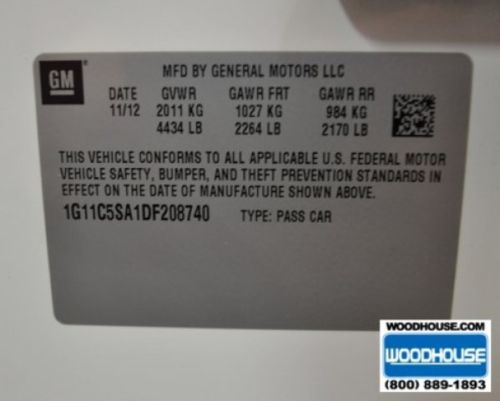 GM
MFD BY GENERAL MOTORS LLC
DATE GVWR GAWR FRT GAWR RR
11/12 2011 KG 1027 KG 984 KG
4434 LB 2264 LB 2170 LB
THIS VEHICLE CONFORMS TO ALL APPLICABLE U.S. FEDERAL MOTOR
VEHICLE SAFETY, BUMPER, AND THEFT PREVENTION STANDARDS IN
EFFECT ON THE DATE OF MANUFACTURE SHOWN ABOVE.
1G11C5SA1DF208740 TYPE: PASS CAR
WOODHOUSE.COM
WOODHOUSE
(800) 889-1893